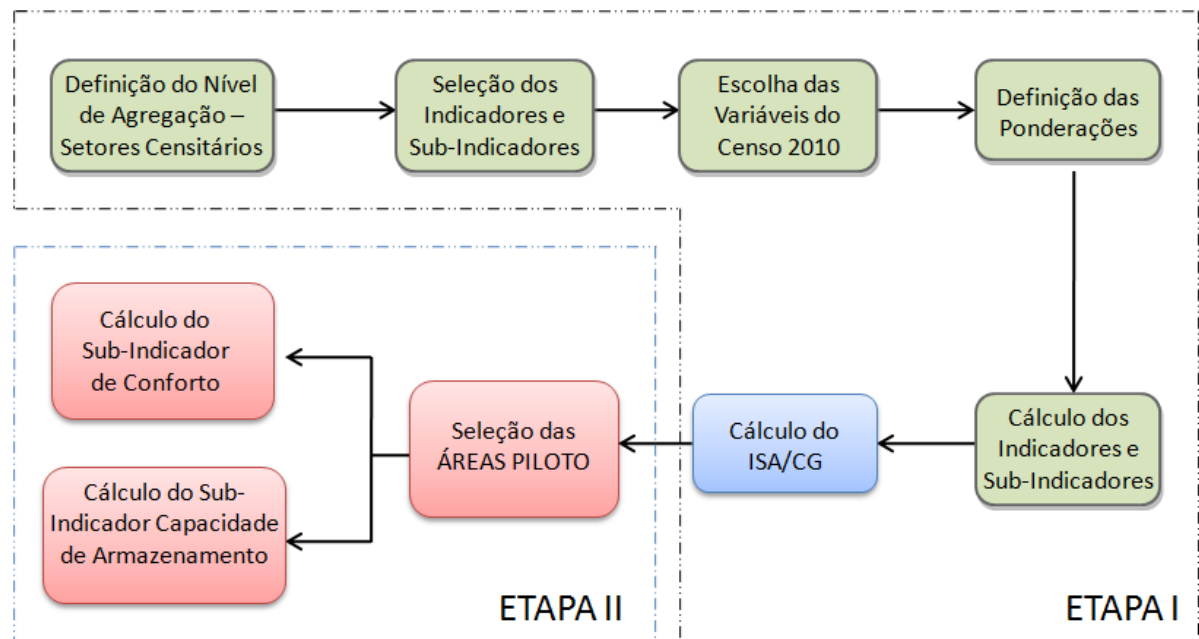 Definição do Nível
de Agregação –
Setores Censitários
Seleção dos
Indicadores e
Sub-Indicadores
Escolha das
Variáveis do
Censo 2010
Definição das
Ponderações
Cálculo dos
Indicadores e
Sub-Indicadores
Cálculo do
ISA/CG
Seleção das
ÁREAS PILOTO
Cálculo do
Sub-Indicador
de Conforto
Cálculo do Sub-
Indicador Capacidade
de Armazenamento
ETAPA II
ETAPA I